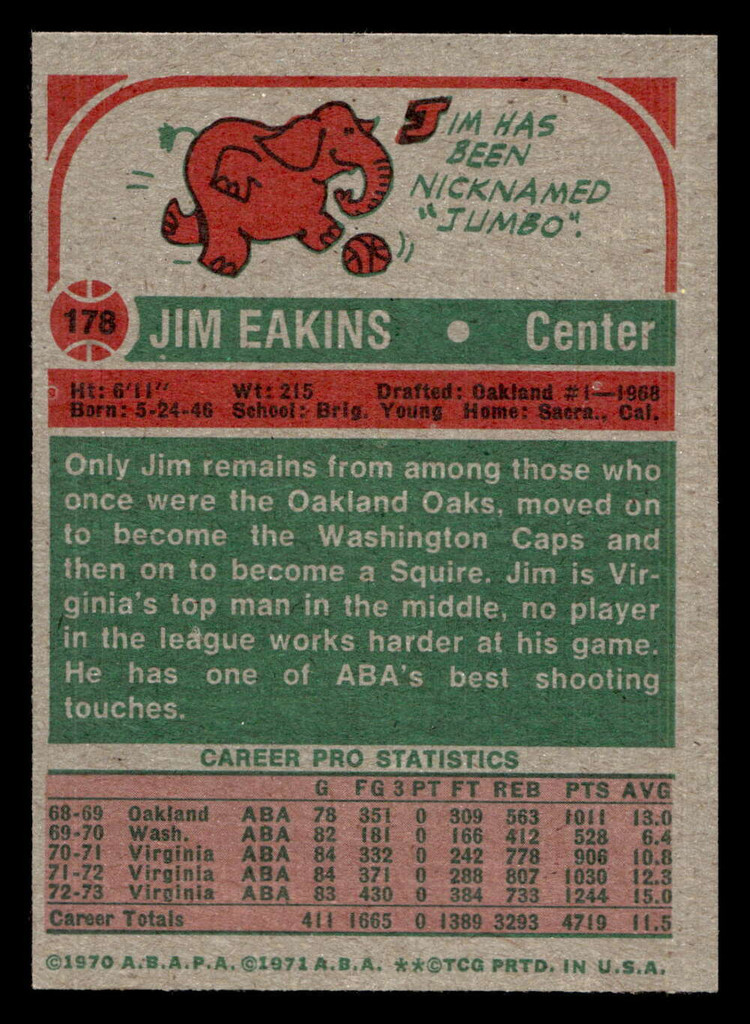 JIM HAS
BEEN
NICKNAMED
"JUMBO".
178 JIM EAKINS • Center
Ht: 6'11" Wt: 215 Drafted: Oakland #1—1968
Born: 5-24-46 School: Brig. Young Home: Sacra., Cal.
Only Jim remains from among those who
once were the Oakland Oaks, moved on
to become the Washington Caps and
then on to become a Squire. Jim is Vir-
ginia's top man in the middle, no player
in the league works harder at his game.
He has one of ABA's best shooting
touches.
CAREER PRO STATISTICS
G FG 3 PT FT REB PTS AVG
68-69 Oakland ABA 78 351 0 309 563 1011 13.0
69-70 Wash. ABA 82 181 0 166 412 528 6.4
70-71 Virginia ABA 84 332 0 242 778 906 10.8
71-72 Virginia ABA 84 371 0 288 807 1030 12.3
72-73 Virginia ABA 83 430 0 384 733 1244 15.0
Career Totals 411 1665 0 1389 3293 4719 11.5
©1970 A.B.A.P.A. ©1971 A.B.A. **©TCG PRTD. IN U.S.A.